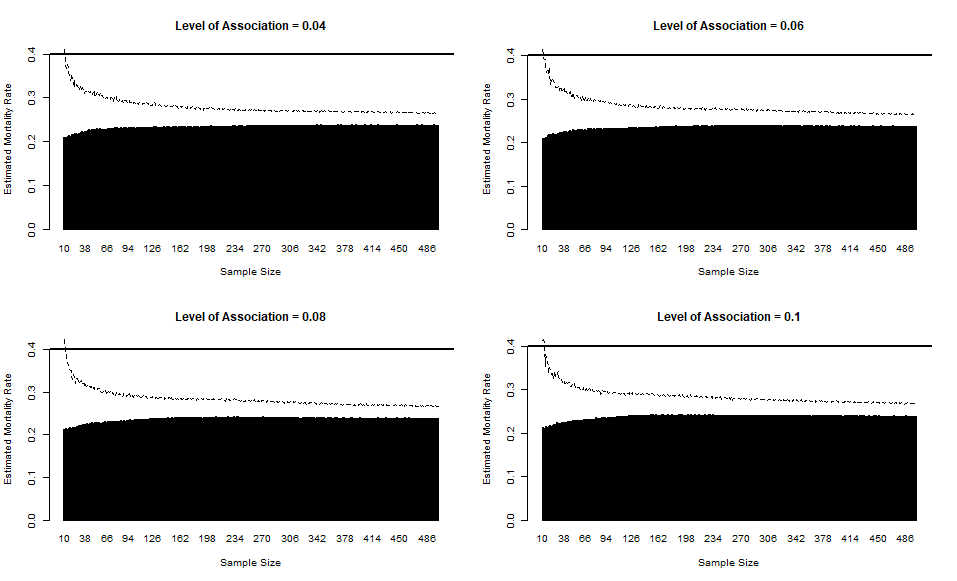 Level of Association = 0.04
Estimated Mortality Rate
0.0 0.1 0.2 0.3 0.4
10 38 66 94 126 162 198 234 270 306 342 378 414 450 486
Sample Size
Level of Association = 0.06
Estimated Mortality Rate
0.0 0.1 0.2 0.3 0.4
10 38 66 94 126 162 198 234 270 306 342 378 414 450 486
Sample Size
Level of Association = 0.08
Estimated Mortality Rate
0.0 0.1 0.2 0.3 0.4
10 38 66 94 126 162 198 234 270 306 342 378 414 450 486
Sample Size
Level of Association = 0.1
Estimated Mortality Rate
0.0 0.1 0.2 0.3 0.4
10 38 66 94 126 162 198 234 270 306 342 378 414 450 486
Sample Size